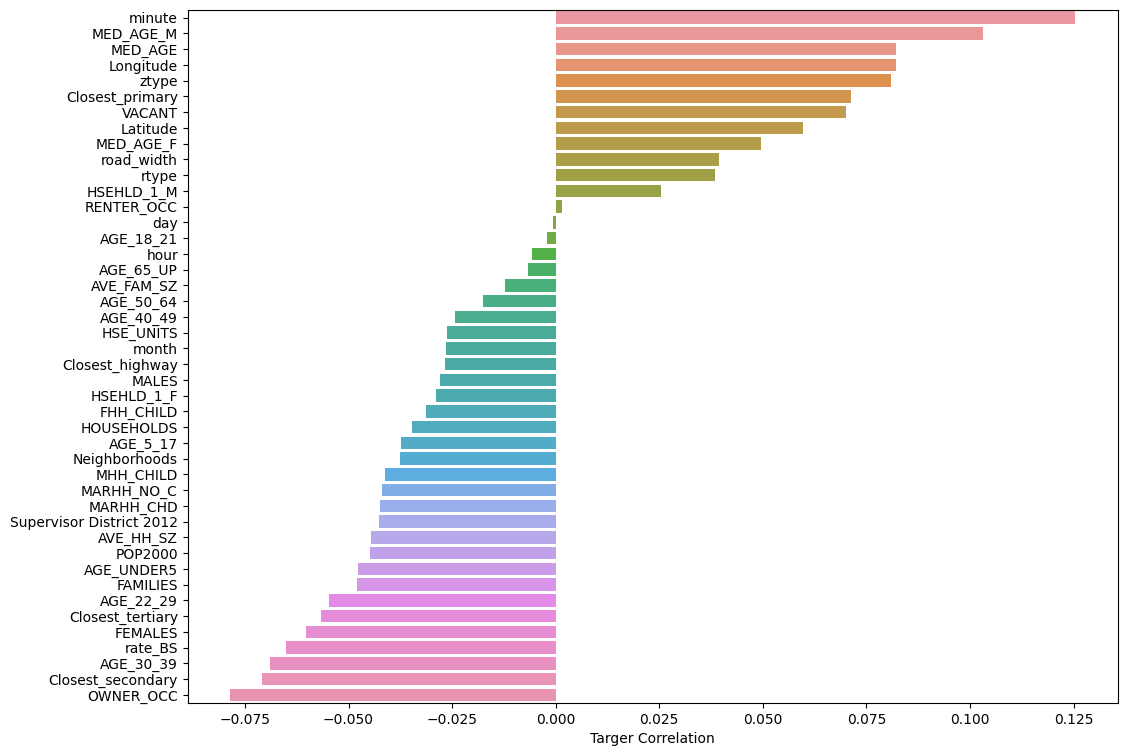 minute
MED_AGE_M
MED_AGE
Longitude
ztype
Closest_primary
VACANT
Latitude
MED_AGE_F
road_width
rtype
HSEHLD_1_M
RENTER_OCC
day
AGE_18_21
hour
AGE_65_UP
AVE_FAM_SZ
AGE_50_64
AGE_40_49
HSE_UNITS
month
Closest_highway
MALES
HSEHLD_1_F
FHH_CHILD
HOUSEHOLDS
AGE_5_17
Neighborhoods
MHH_CHILD
MARHH_NO_C
MARHH_CHD
Supervisor District 2012
AVE_HH_SZ
POP2000
AGE_UNDER5
FAMILIES
AGE_22_29
Closest_tertiary
FEMALES
rate_BS
AGE_30_39
Closest_secondary
OWNER_OCC
−0.075 −0.050 −0.025 0.000 0.025 0.050 0.075 0.100 0.125
Targer Correlation